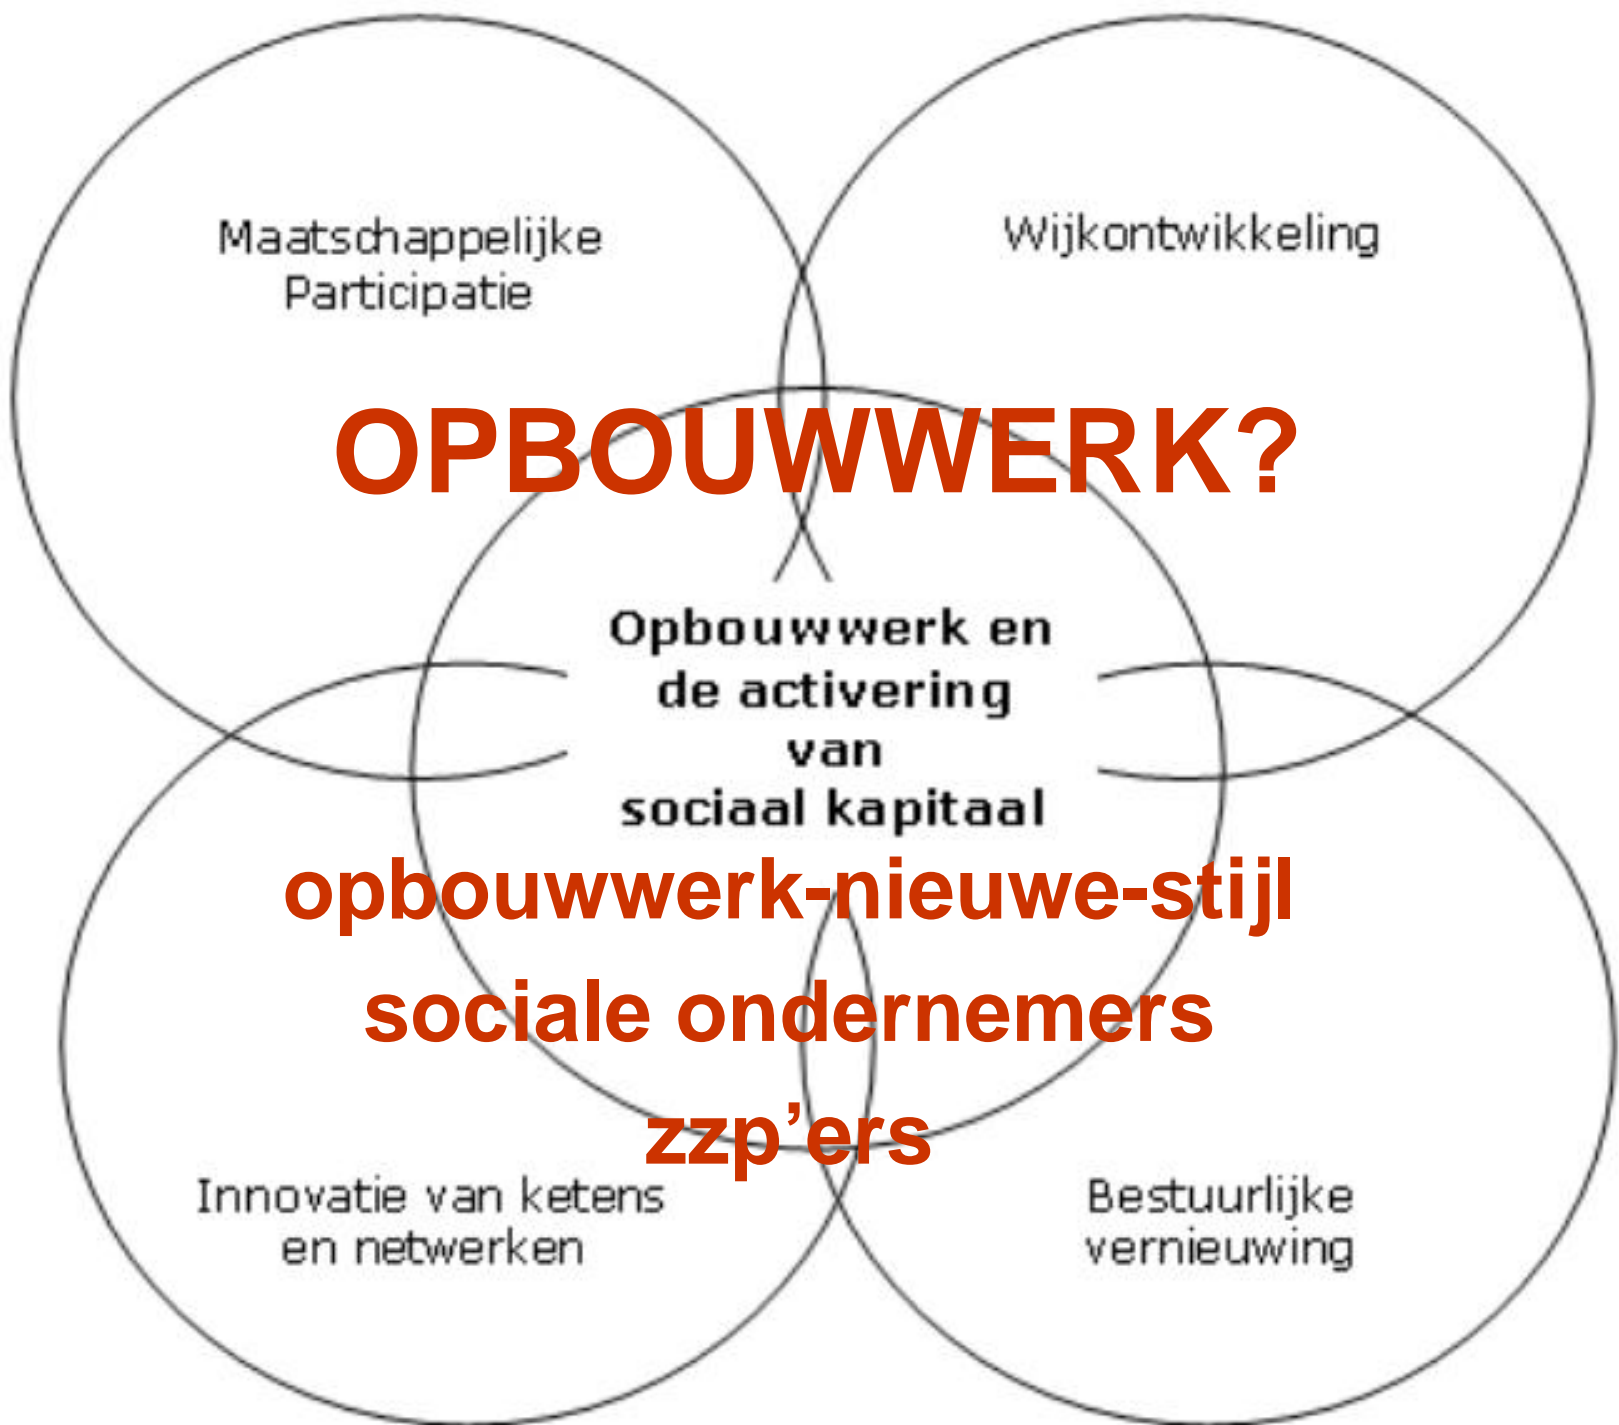 Maatschappelijke
Participatie
Wijkontwikkeling
OPBOUWWERK?
Opbouwwerk en
de activering
van
sociaal kapitaal
opbouwwerk-nieuwe-stijl
sociale ondernemers
zzp’ers
Innovatie van ketens
en netwerken
Bestuurlijke
vernieuwing